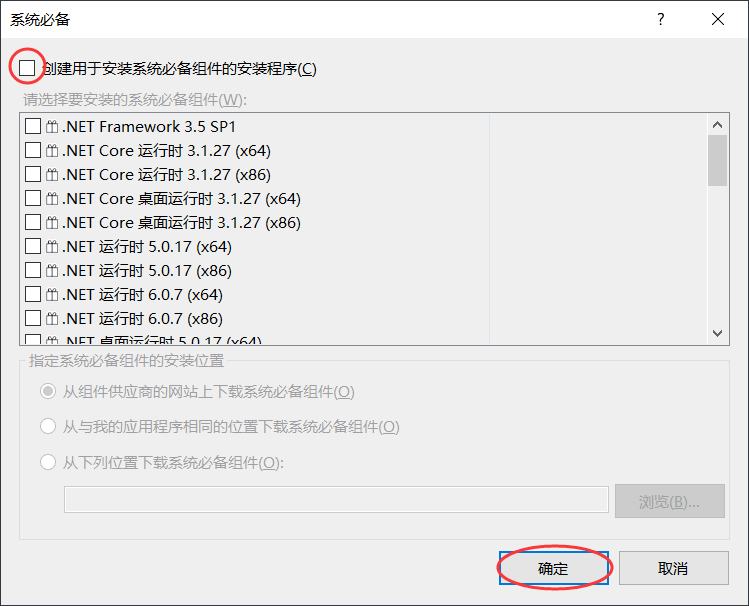 系统必备
?
创建用于安装系统必备组件的安装程序(C)
请选择要安装的系统必备组件(W):
.NET Framework 3.5 SP1
.NET Core 运行时 3.1.27 (x64)
.NET Core 运行时 3.1.27 (x86)
.NET Core 桌面运行时 3.1.27 (x64)
.NET Core 桌面运行时 3.1.27 (x86)
.NET 运行时 5.0.17 (x64)
.NET 运行时 5.0.17 (x86)
.NET 运行时 6.0.7 (x64)
.NET 运行时 6.0.7 (x86)
.NET 桌面运行时 5.0.17 (x64)
指定系统必备组件的安装位置
从组件供应商的网站上下载系统必备组件(O)
从与我的应用程序相同的位置下载系统必备组件(O)
从下列位置下载系统必备组件(O):
浏览(B)...
确定
取消